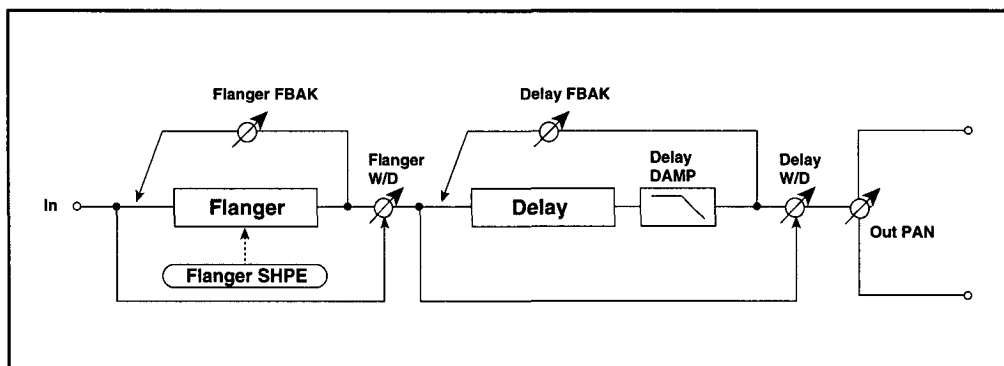 Flanger FBAK
Delay FBAK
Flanger
W/D
Delay
DAMP
Delay
W/D
In
Flanger
Delay
Out PAN
Flanger SHPE